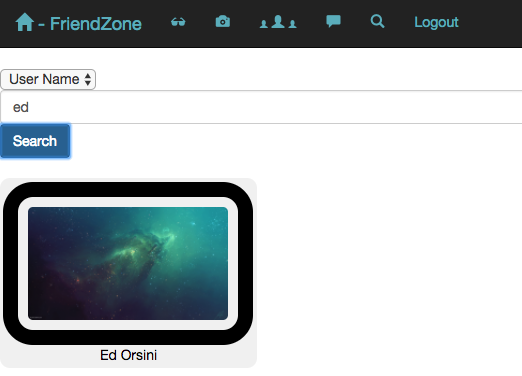 - FriendZone Logout
User Name
ed
Search
Ed Orsini